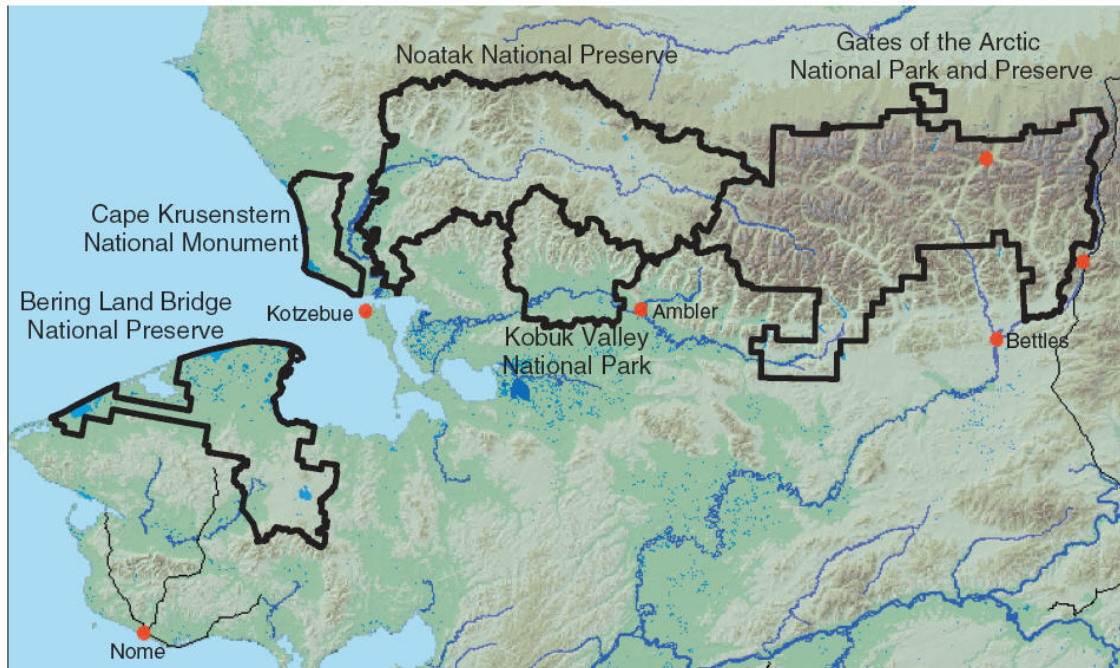 Noatak National Preserve
Gates of the Arctic
National Park and Preserve
Cape Krusenstern
National Monument
Bering Land Bridge
National Preserve
Kotzebue
Ambler
Kobuk Valley
National Park
Bettles
Nome